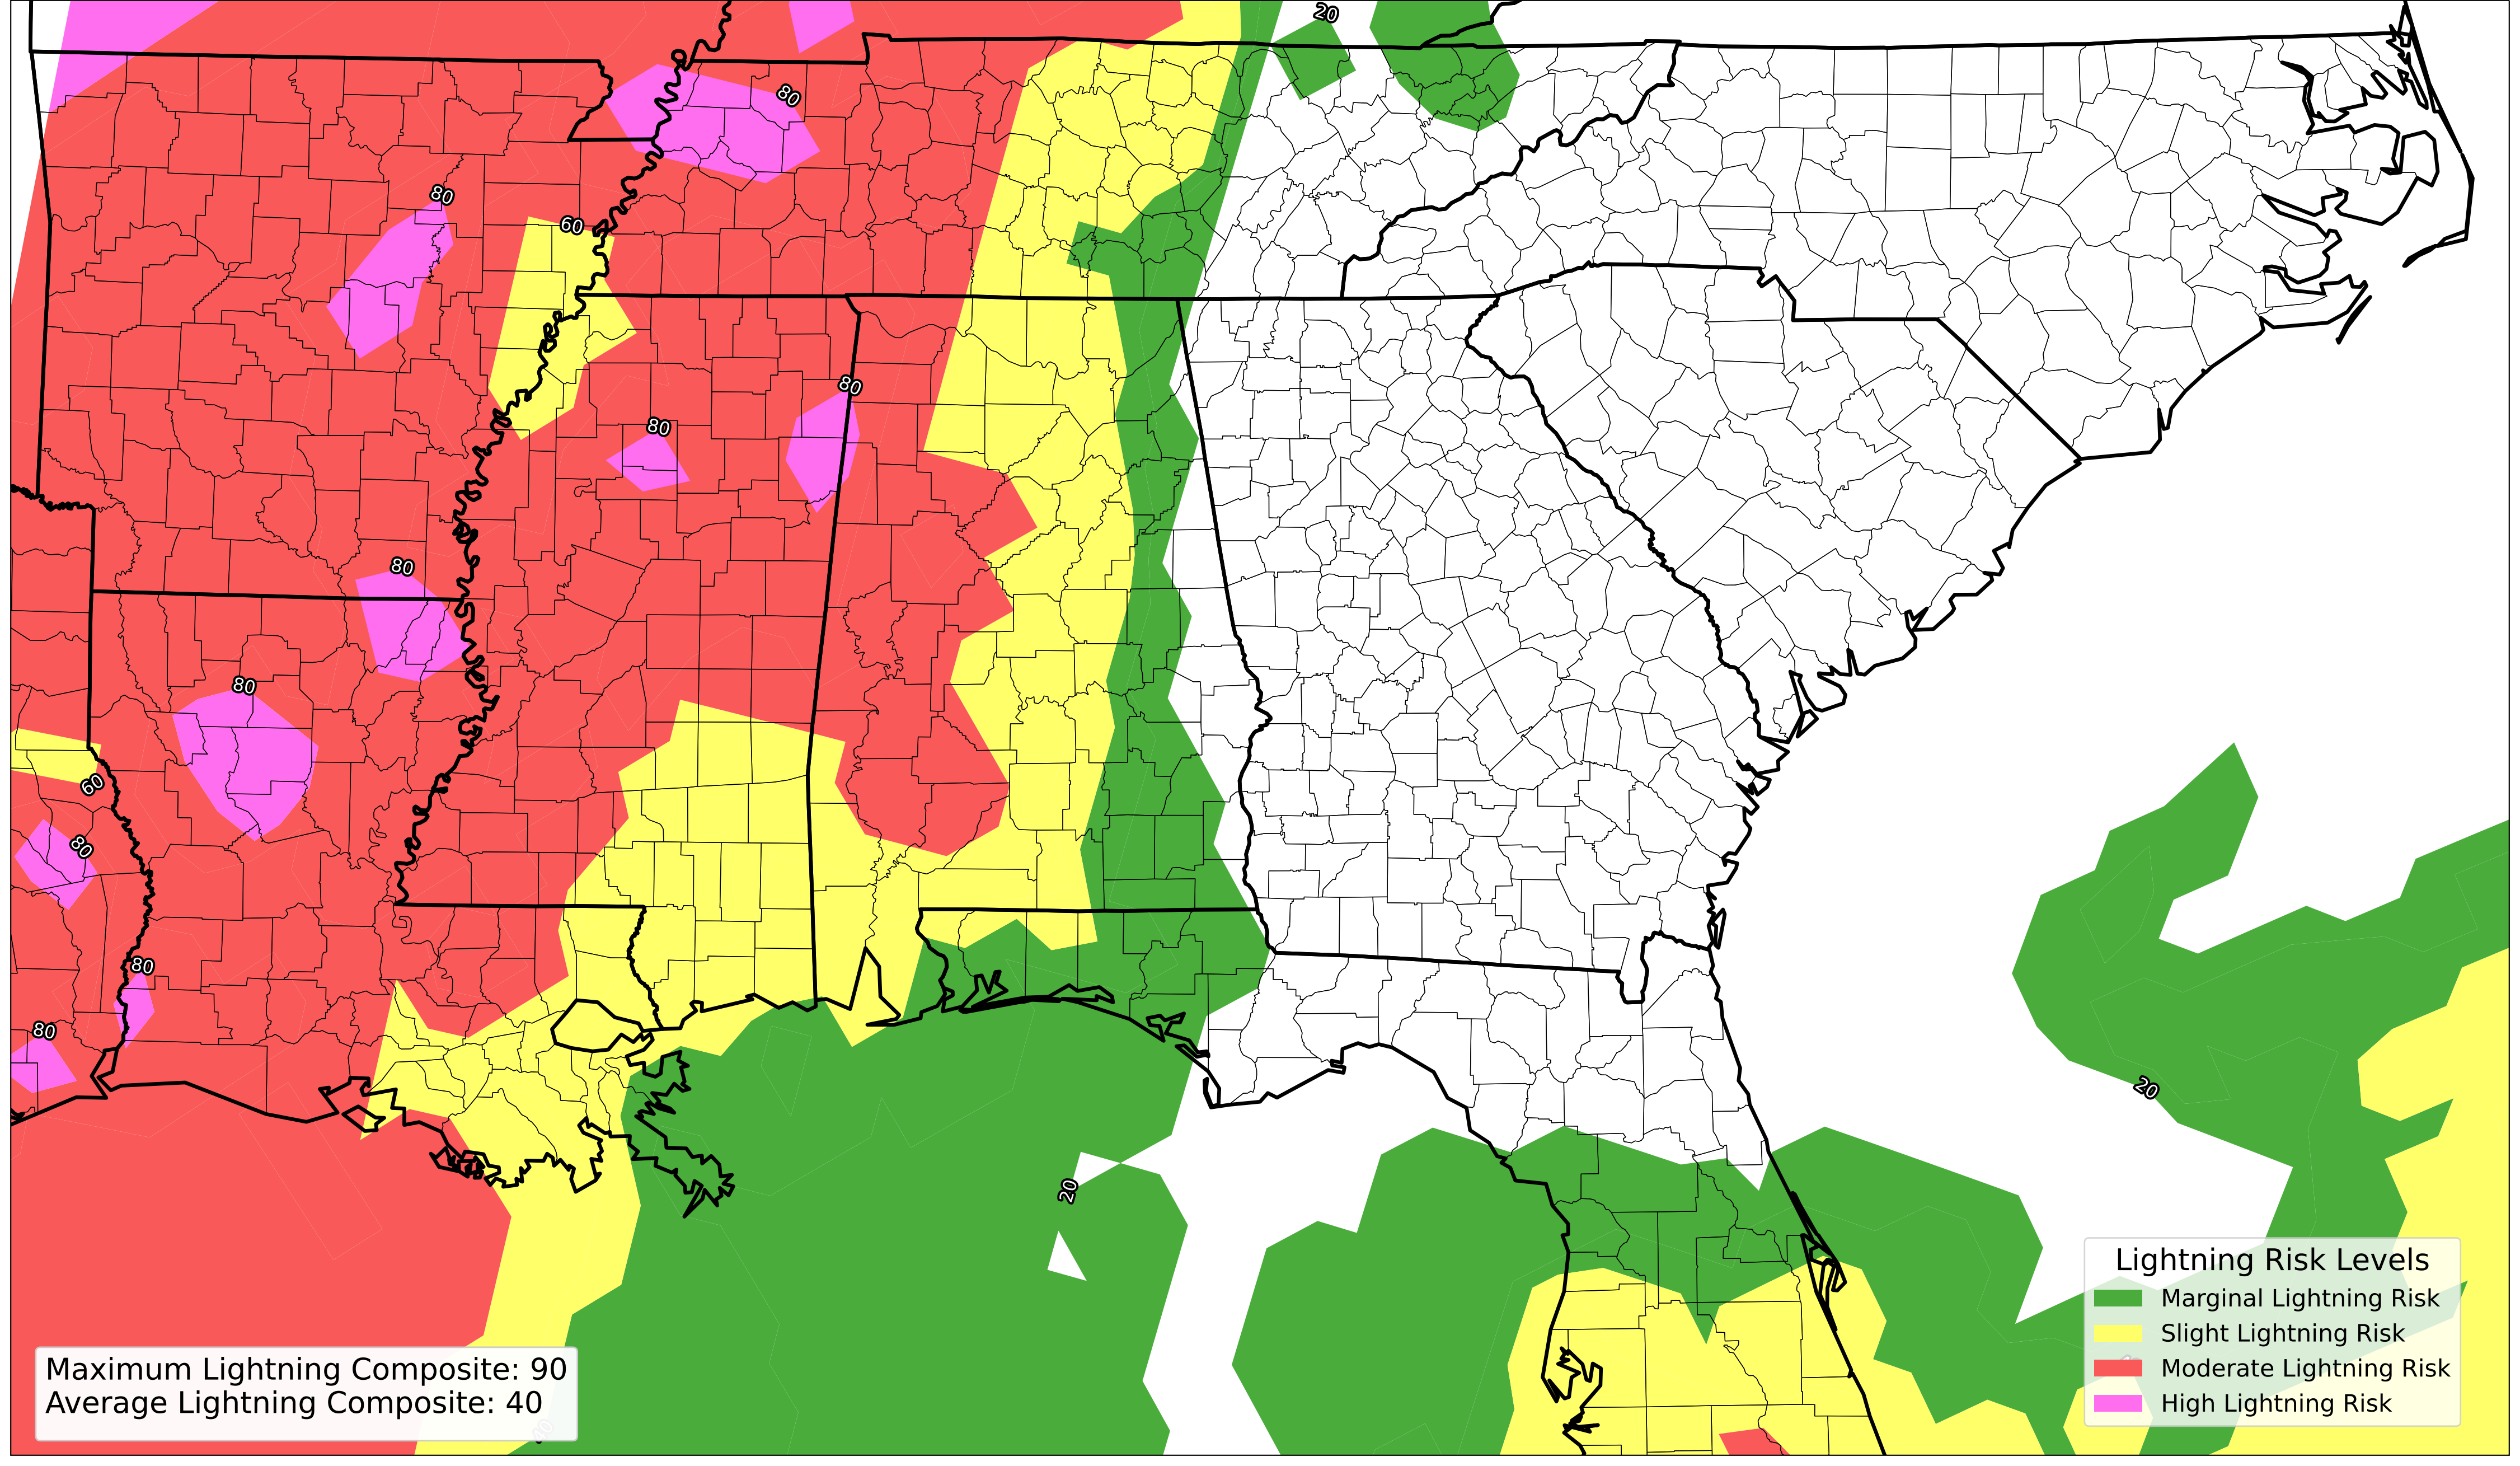 20
80
80
60
80
80
80
80
60
80
80
80
20
20
Lightning Risk Levels
Marginal Lightning Risk
Slight Lightning Risk
Moderate Lightning Risk
High Lightning Risk
Maximum Lightning Composite: 90
Average Lightning Composite: 40